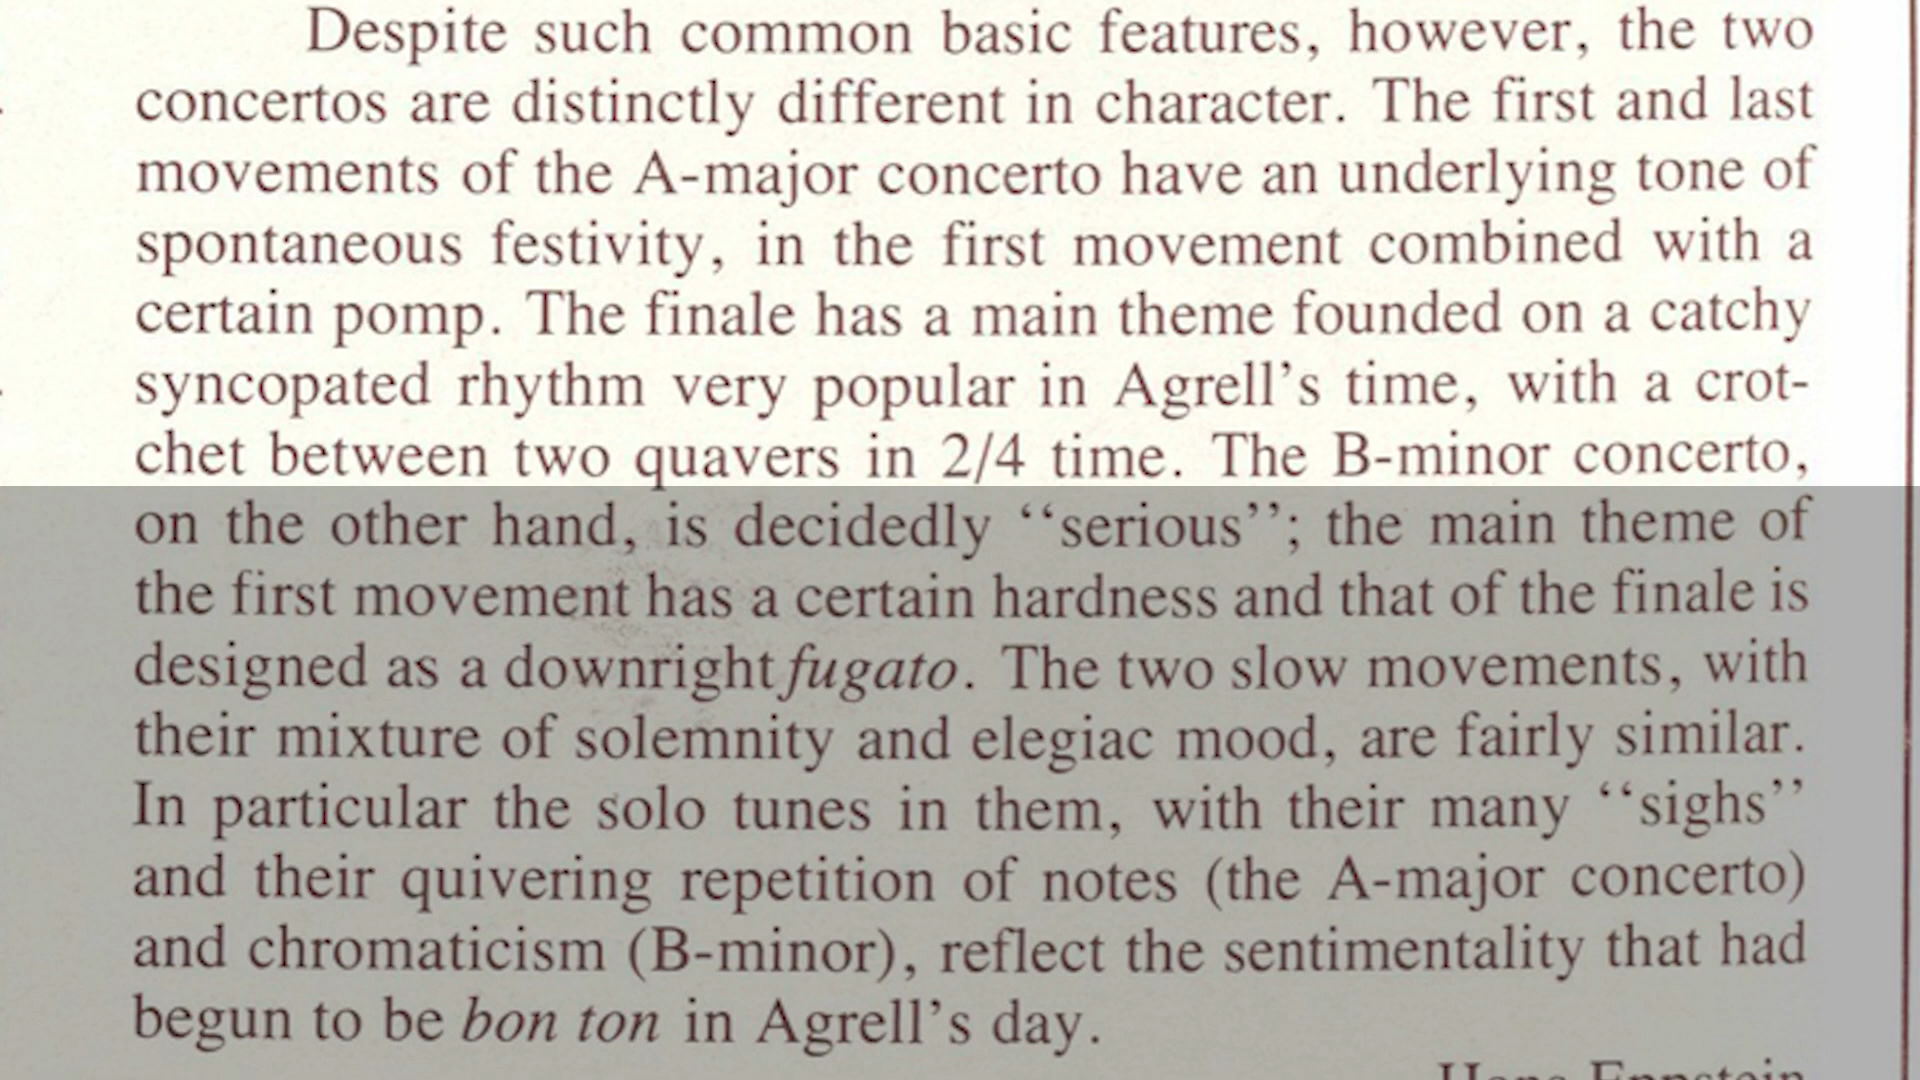 Despite such common basic features, however, the two
concertos are distinctly different in character. The first and last
movements of the A-major concerto have an underlying tone of
spontaneous festivity, in the first movement combined with a
certain pomp. The finale has a main theme founded on a catchy
syncopated rhythm very popular in Agrell's time, with a crot-
chet between two quavers in 2/4 time. The B-minor concerto,
on the other hand, is decidedly ‘‘serious’’; the main theme of
the first movement has a certain hardness and that of the finale is
designed as a downright fugato. The two slow movements, with
their mixture of solemnity and elegiac mood, are fairly similar.
In particular the solo tunes in them, with their many ‘‘sighs’’
and their quivering repetition of notes (the A-major concerto)
and chromaticism (B-minor), reflect the sentimentality that had
begun to be bon ton in Agrell's day.
Hans Eppstein